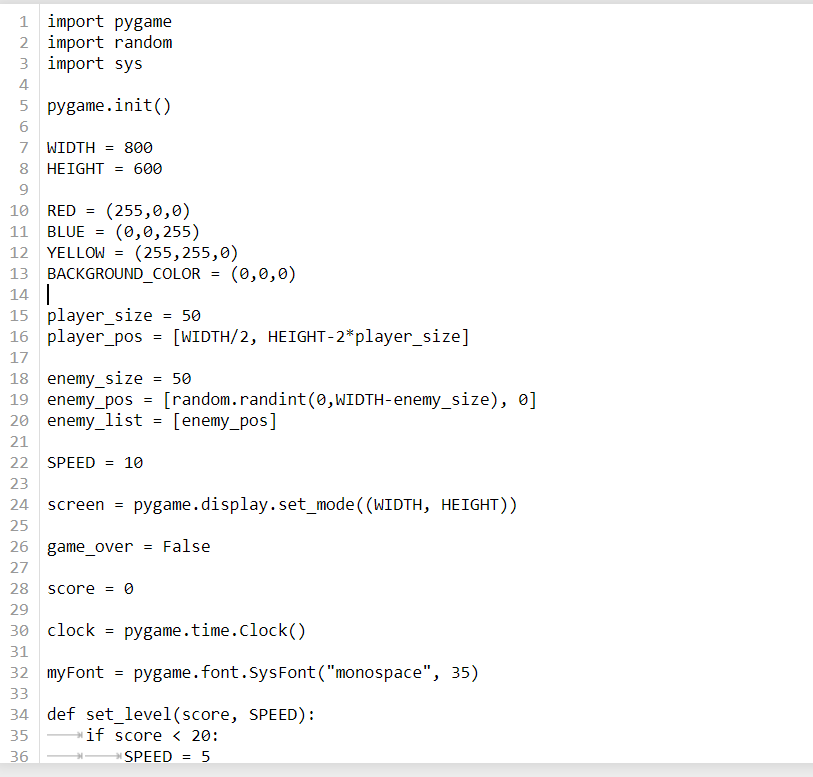 1 import pygame
2 import random
3 import sys
4
5 pygame.init()
6
7 WIDTH = 800
8 HEIGHT = 600
9
10 RED = (255,0,0)
11 BLUE = (0,0,255)
12 YELLOW = (255,255,0)
13 BACKGROUND_COLOR = (0,0,0)
14
15 player_size = 50
16 player_pos = [WIDTH/2, HEIGHT-2*player_size]
17
18 enemy_size = 50
19 enemy_pos = [random.randint(0,WIDTH-enemy_size), 0]
20 enemy_list = [enemy_pos]
21
22 SPEED = 10
23
24 screen = pygame.display.set_mode((WIDTH, HEIGHT))
25
26 game_over = False
27
28 score = 0
29
30 clock = pygame.time.Clock()
31
32 myFont = pygame.font.SysFont("monospace", 35)
33
34 def set_level(score, SPEED):
35     if score < 20:
36         SPEED = 5